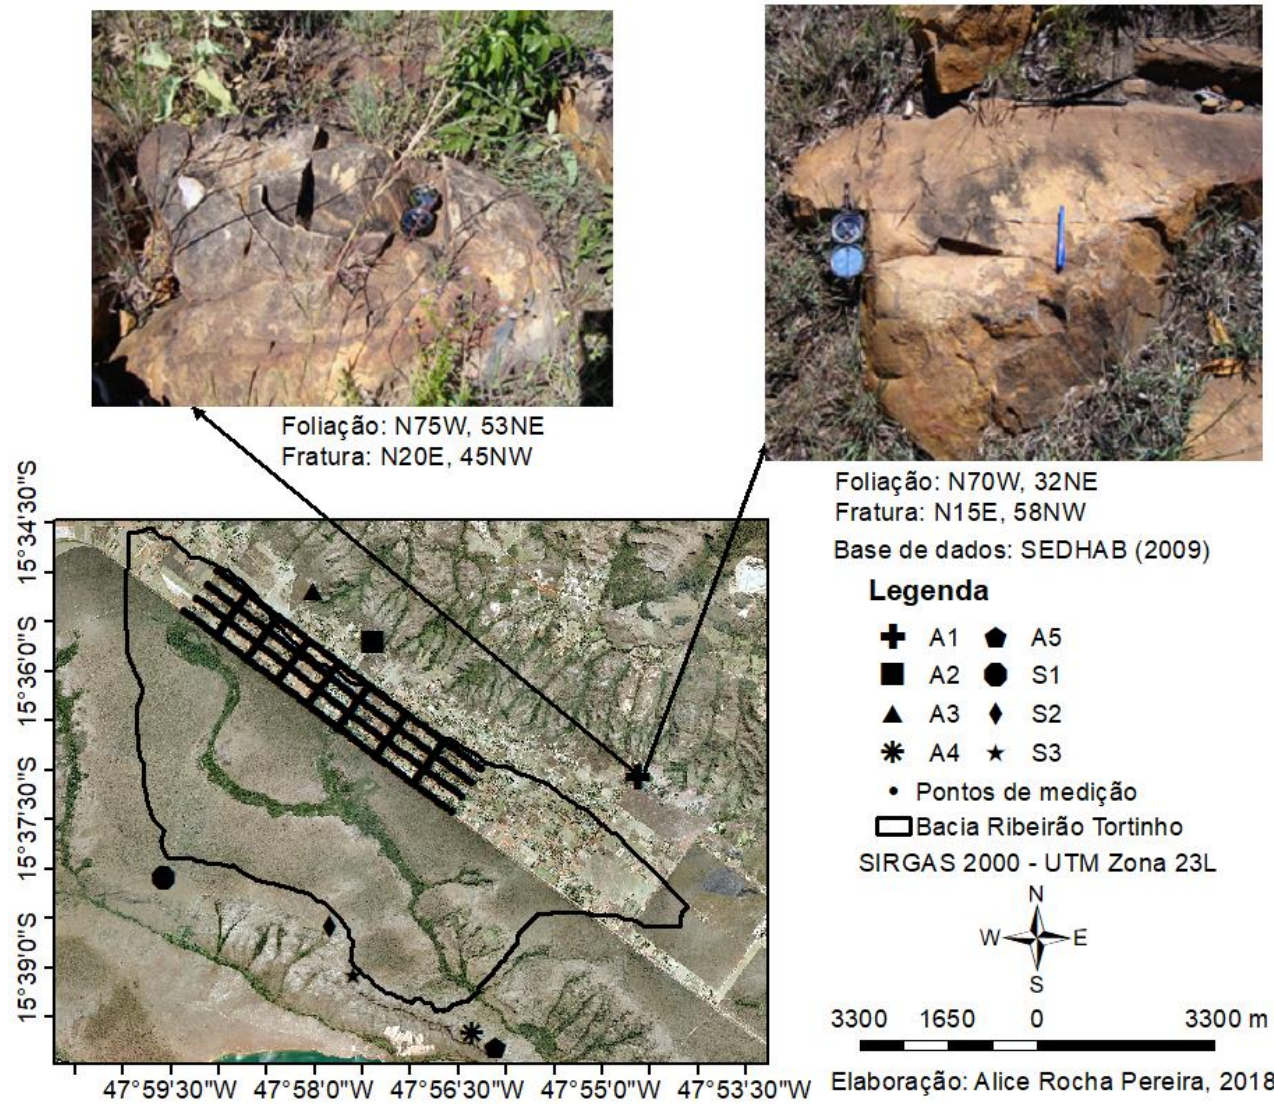 Foliação: N75W, 53NE
Fratura: N20E, 45NW
Foliação: N70W, 32NE
Fratura: N15E, 58NW
Base de dados: SEDHAB (2009)
Legenda
A1 A5
A2 S1
A3 S2
A4 S3
Pontos de medição
Bacia Ribeirão Tortinho
SIRGAS 2000 - UTM Zona 23L
N
W E
S
3300 1650 0 3300 m
Elaboração: Alice Rocha Pereira, 2018
15°34'30"S
15°36'0"S
15°37'30"S
15°39'0"S
47°59'30"W 47°58'0"W 47°56'30"W 47°55'0"W 47°53'30"W